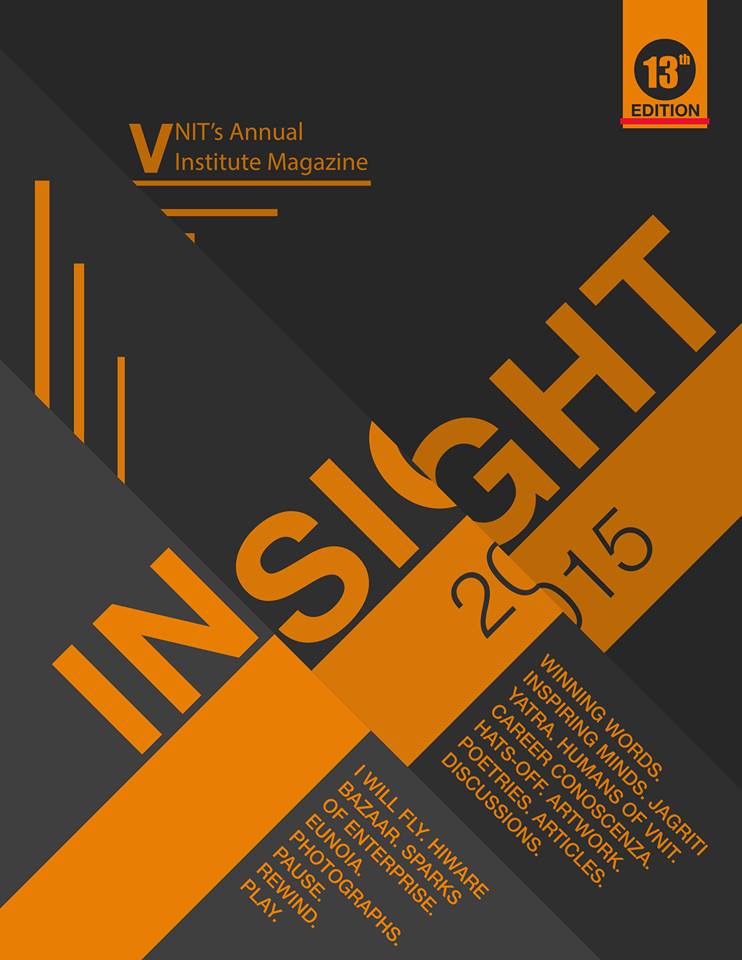 13th
EDITION
VNIT's Annual
Institute Magazine
INSIGHT
2015
WINNING WORDS.
INSPIRING MINDS. JAGRITI
YATRA. HUMANS OF VNIT.
CAREER CONOSCENZA.
HATS-OFF. ARTWORK.
POETRIES. ARTICLES.
DISCUSSIONS.
I WILL FLY. HIWARE
BAZAAR. SPARKS
OF ENTERPRISE.
EUNOIA.
PHOTOGRAPHS.
PAUSE.
REWIND.
PLAY.